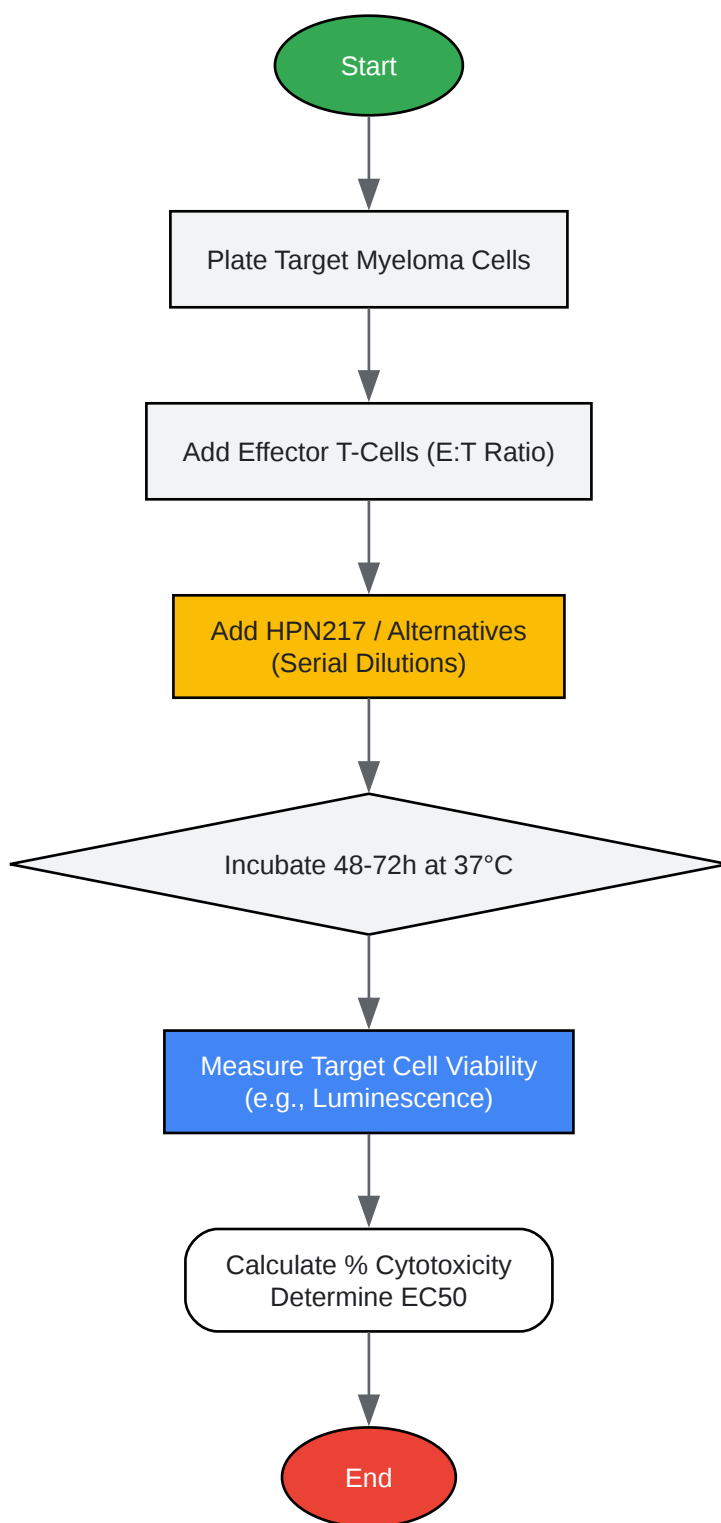 Start
Plate Target Myeloma Cells
Add Effector T-Cells (E:T Ratio)
Add HPN217 / Alternatives
(Serial Dilutions)
Incubate 48-72h at 37°C
Measure Target Cell Viability
(e.g., Luminescence)
Calculate % Cytotoxicity
Determine EC50
End